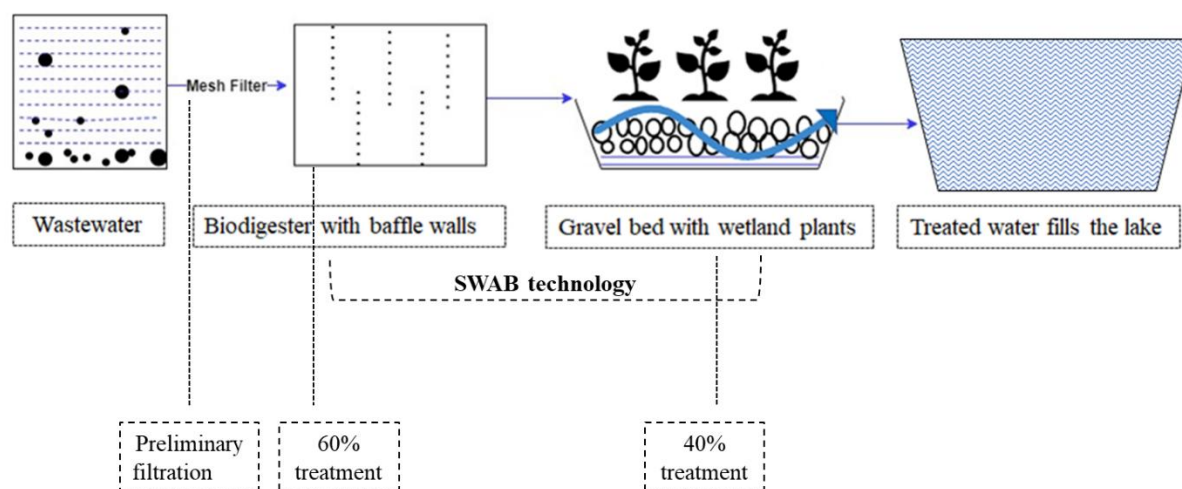 Mesh Filter
Wastewater
Biodigester with baffle walls
Gravel bed with wetland plants
Treated water fills the lake
SWAB technology
Preliminary
filtration
60%
treatment
40%
treatment